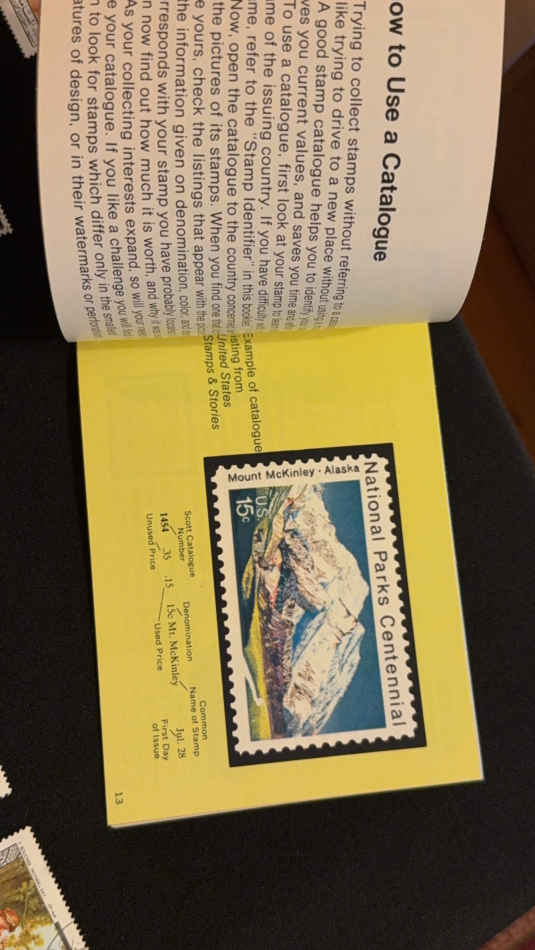 ow to Use a Catalogue
Trying to collect stamps without referring to a
like trying to drive to a new place without
A good stamp catalogue helps you to identify
ves you current values, and saves you time
To use a catalogue, first look at your stamp to
me of the issuing country. If you have difficulty
me, refer to the "Stamp Identifier" in this booklet
Now, open the catalogue to the country concerned
the pictures of its stamps. When you find one
e yours, check the listings that appear with the
the information given on denomination, color,
rresponds with your stamp you have probably
n now find out how much it is worth, and why
As your collecting interests expand, so will your
e your catalogue. If you like a challenge you will
n to look for stamps which differ only in the smallest
atures of design, or in their watermarks or
Example of catalogue
isting from
United States
Stamps & Stories
National Parks Centennial
Mount McKinley · Alaska
U.S.
15c
Scott Catalogue
Number
Denomination
Common
Name of Stamp
1454 .35 .15 15c Mt. McKinley Jul. 28
Unused Price
Used Price
First Day
of Issue
13